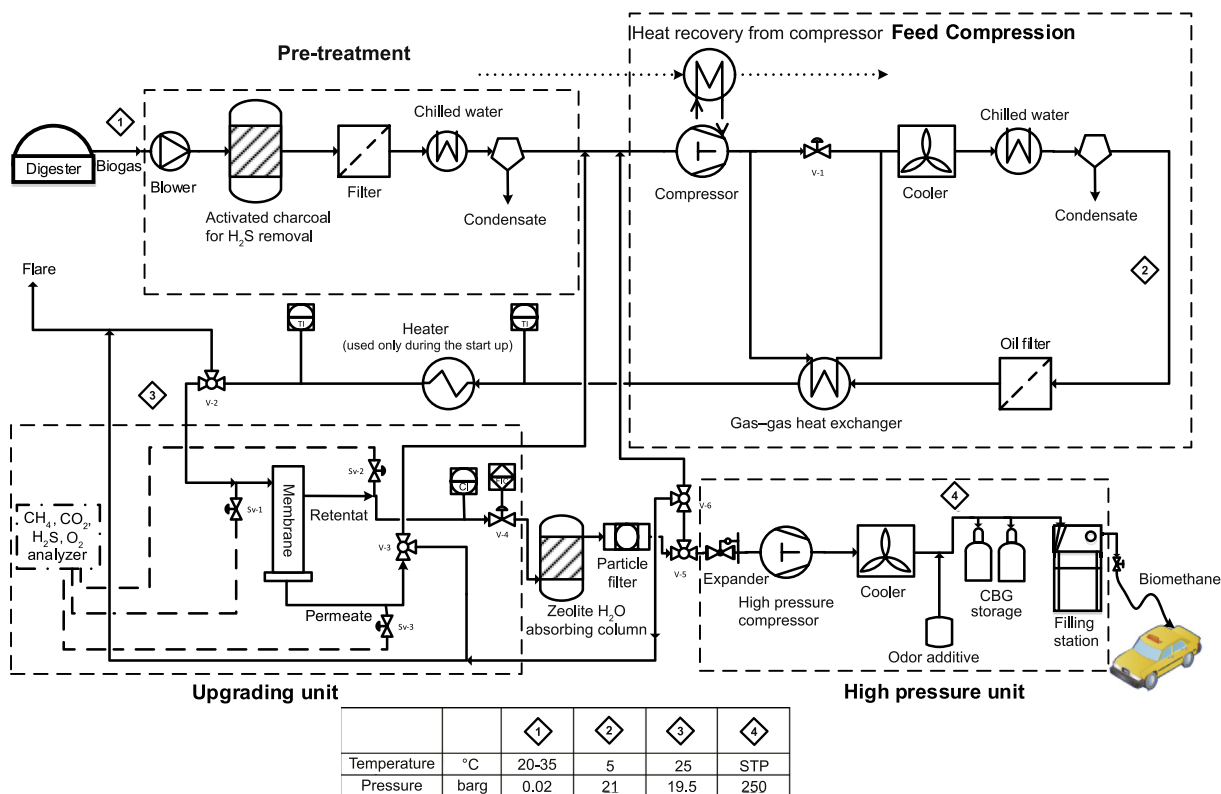 Heat recovery from compressor Feed Compression
Pre-treatment
1
Chilled water
Chilled water
Digester
Biogas
Blower
Filter
Compressor
V-1
Cooler
Activated charcoal
for H2S removal
Condensate
Condensate
Flare
2
TI
TI
Heater
(used only during the start up)
Oil filter
3
V-2
Gas–gas heat exchanger
Sv-2
CH4, CO2,
H2S, O2
analyzer
Sv-1
Membrane
Retentat
CI
FIC
V-4
V-3
V-6
V-5
4
Particle
filter
Expander
High pressure
compressor
Cooler
CBG
storage
Filling
station
Biomethane
Permeate
Sv-3
Zeolite H2O
absorbing column
Odor additive
Upgrading unit
High pressure unit
1 2 3 4
Temperature °C 20-35 5 25 STP
Pressure barg 0.02 21 19.5 250